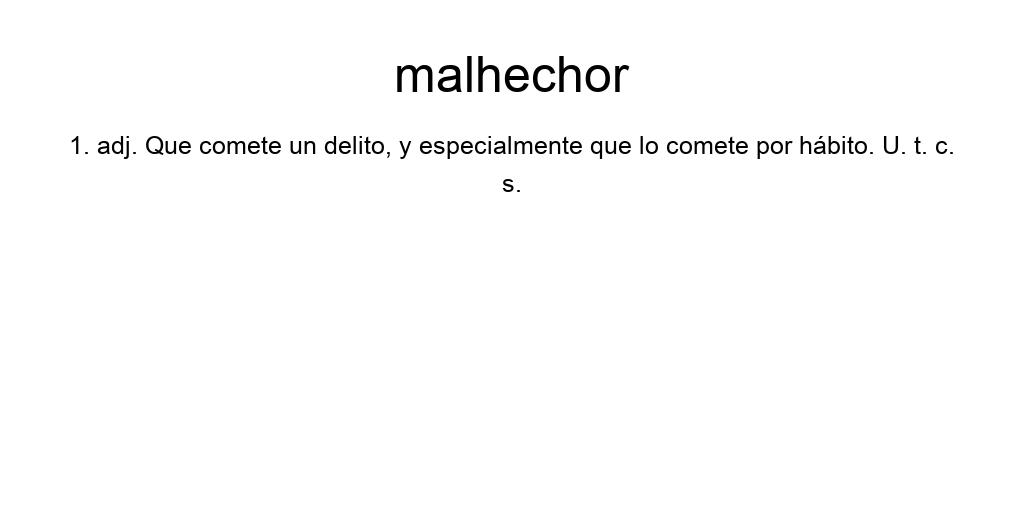 malhechor
1. adj. Que comete un delito, y especialmente que lo comete por hábito. U. t. c.
s.